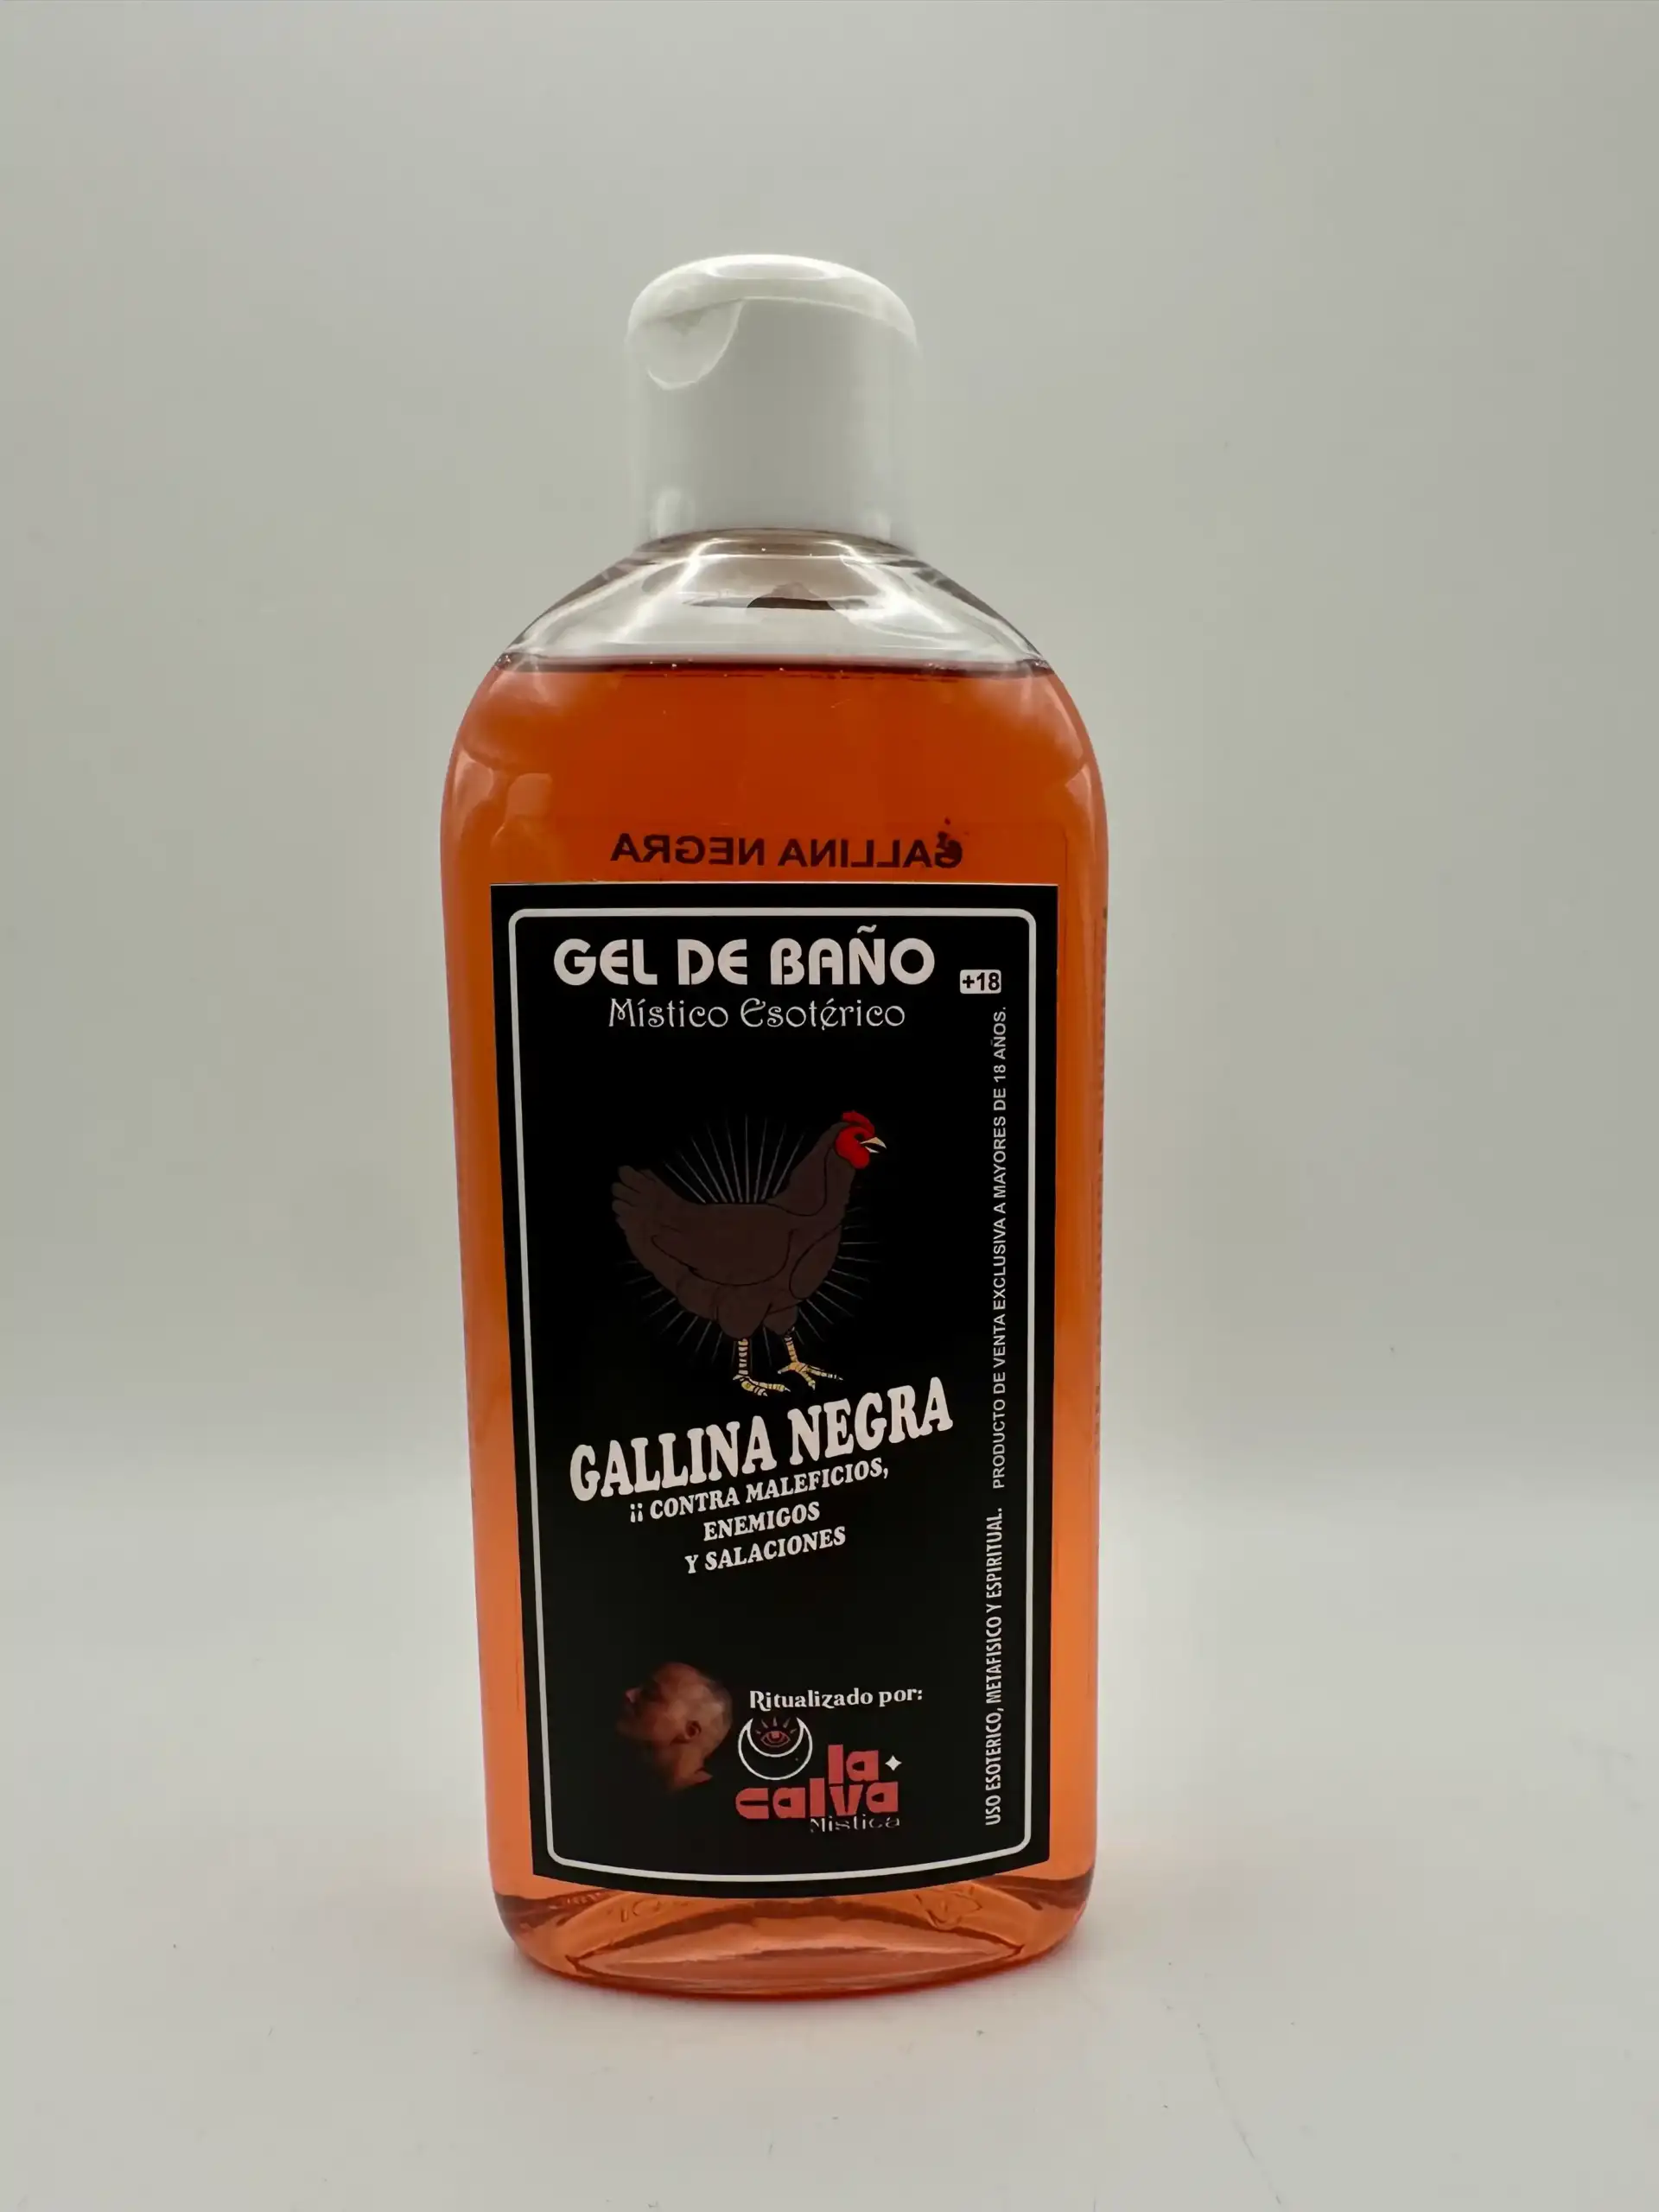 GALLINA NEGRA
GEL DE BAÑO
+18
Místico Esotérico
GALLINA NEGRA
¡¡ CONTRA MALEFICIOS,
ENEMIGOS
Y SALACIONES
Ritualizado por:
la
calva
Mistica
USO ESOTERICO, METAFISICO Y ESPIRITUAL. PRODUCTO DE VENTA EXCLUSIVA A MAYORES DE 18 AÑOS.